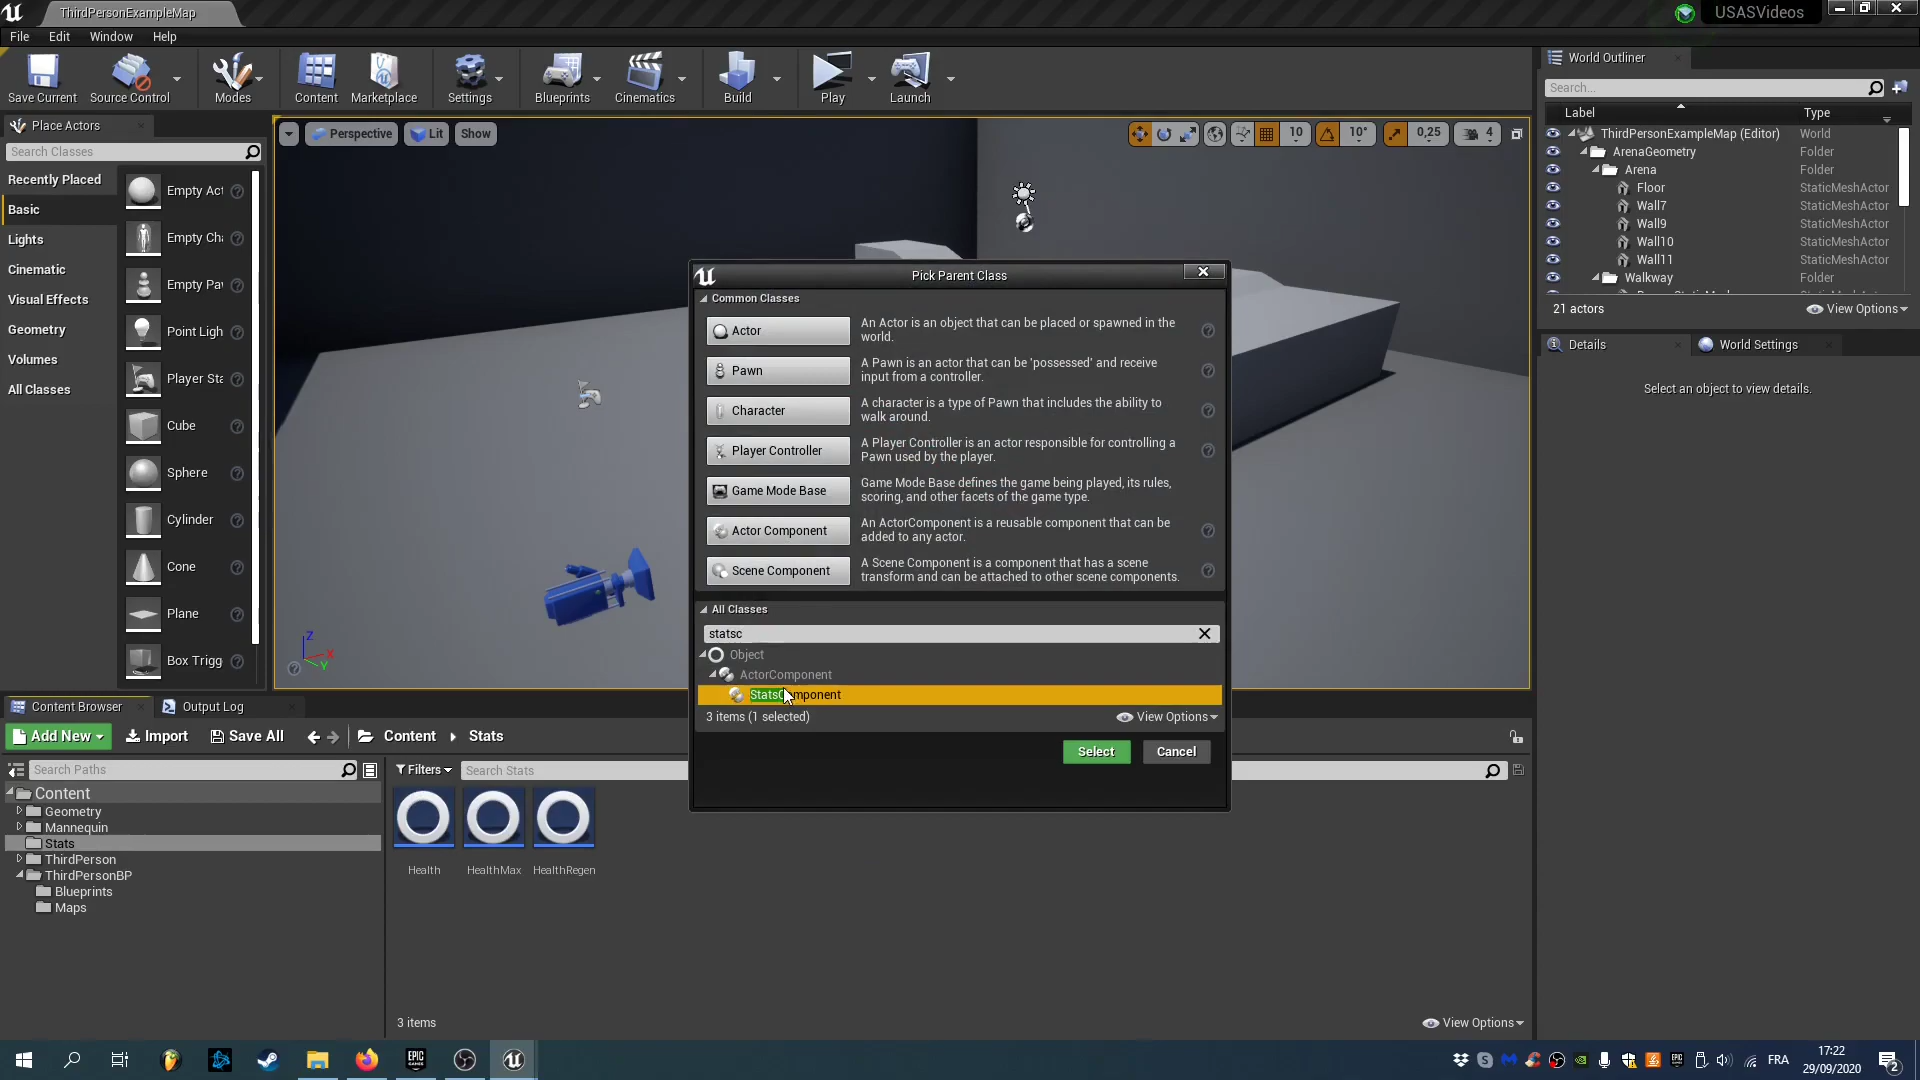 ThirdPersonExampleMap
USASVideos
File
Edit
Window
Help
Save Current
Source Control
Modes
Content
Marketplace
Settings
Blueprints
Cinematics
Build
Play
Launch
Place Actors
Search Classes
Recently Placed
Basic
Lights
Cinematic
Visual Effects
Geometry
Volumes
All Classes
Empty Act
Empty Cha
Empty Pa
Point Ligh
Player Sta
Cube
Sphere
Cylinder
Cone
Plane
Box Trigg
Perspective
Lit
Show
10
10°
0,25
4
World Outliner
Search...
Label
Type
ThirdPersonExampleMap (Editor)
World
ArenaGeometry
Folder
Arena
Folder
Floor
StaticMeshActor
Wall7
StaticMeshActor
Wall9
StaticMeshActor
Wall10
StaticMeshActor
Wall11
StaticMeshActor
Walkway
Folder
21 actors
View Options
Details
World Settings
Select an object to view details.
Pick Parent Class
Common Classes
Actor
An Actor is an object that can be placed or spawned in the
world.
Pawn
A Pawn is an actor that can be 'possessed' and receive
input from a controller.
Character
A character is a type of Pawn that includes the ability to
walk around.
Player Controller
A Player Controller is an actor responsible for controlling a
Pawn used by the player.
Game Mode Base
Game Mode Base defines the game being played, its rules,
scoring, and other facets of the game type.
Actor Component
An ActorComponent is a reusable component that can be
added to any actor.
Scene Component
A Scene Component is a component that has a scene
transform and can be attached to other scene components.
All Classes
statsc
Object
ActorComponent
StatsComponent
3 items (1 selected)
View Options
Select
Cancel
Z
X
Y
Content Browser
Output Log
Add New
Import
Save All
Content
Stats
Search Paths
Filters
Search Stats
Content
Geometry
Mannequin
Stats
ThirdPerson
ThirdPersonBP
Blueprints
Maps
Health
HealthMax
HealthRegen
3 items
View Options
EPIC
GAMES
FRA
17:22
29/09/2020
2